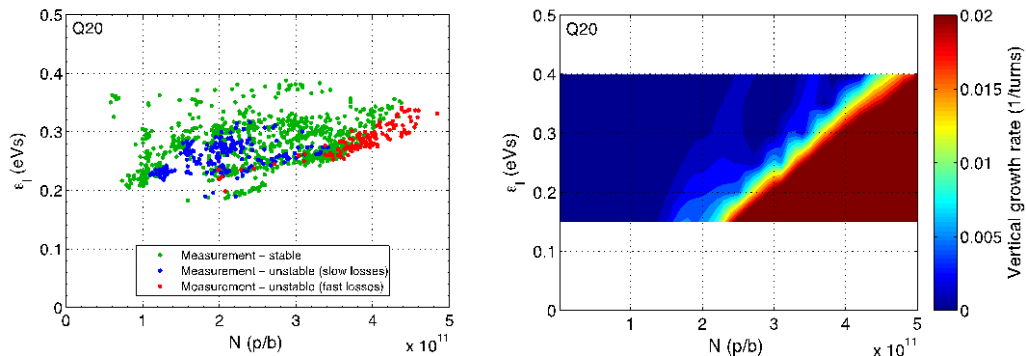 Q20
ε_l (eVs)
0.5
0.4
0.3
0.2
0.1
0
Measurement − stable
Measurement − unstable (slow losses)
Measurement − unstable (fast losses)
0 1 2 3 4 5
N (p/b) x 10^11
Q20
ε_l (eVs)
0.5
0.4
0.3
0.2
0.1
0
1 2 3 4 5
N (p/b) x 10^11
0.02
0.015
0.01
0.005
0
Vertical growth rate (1/turns)